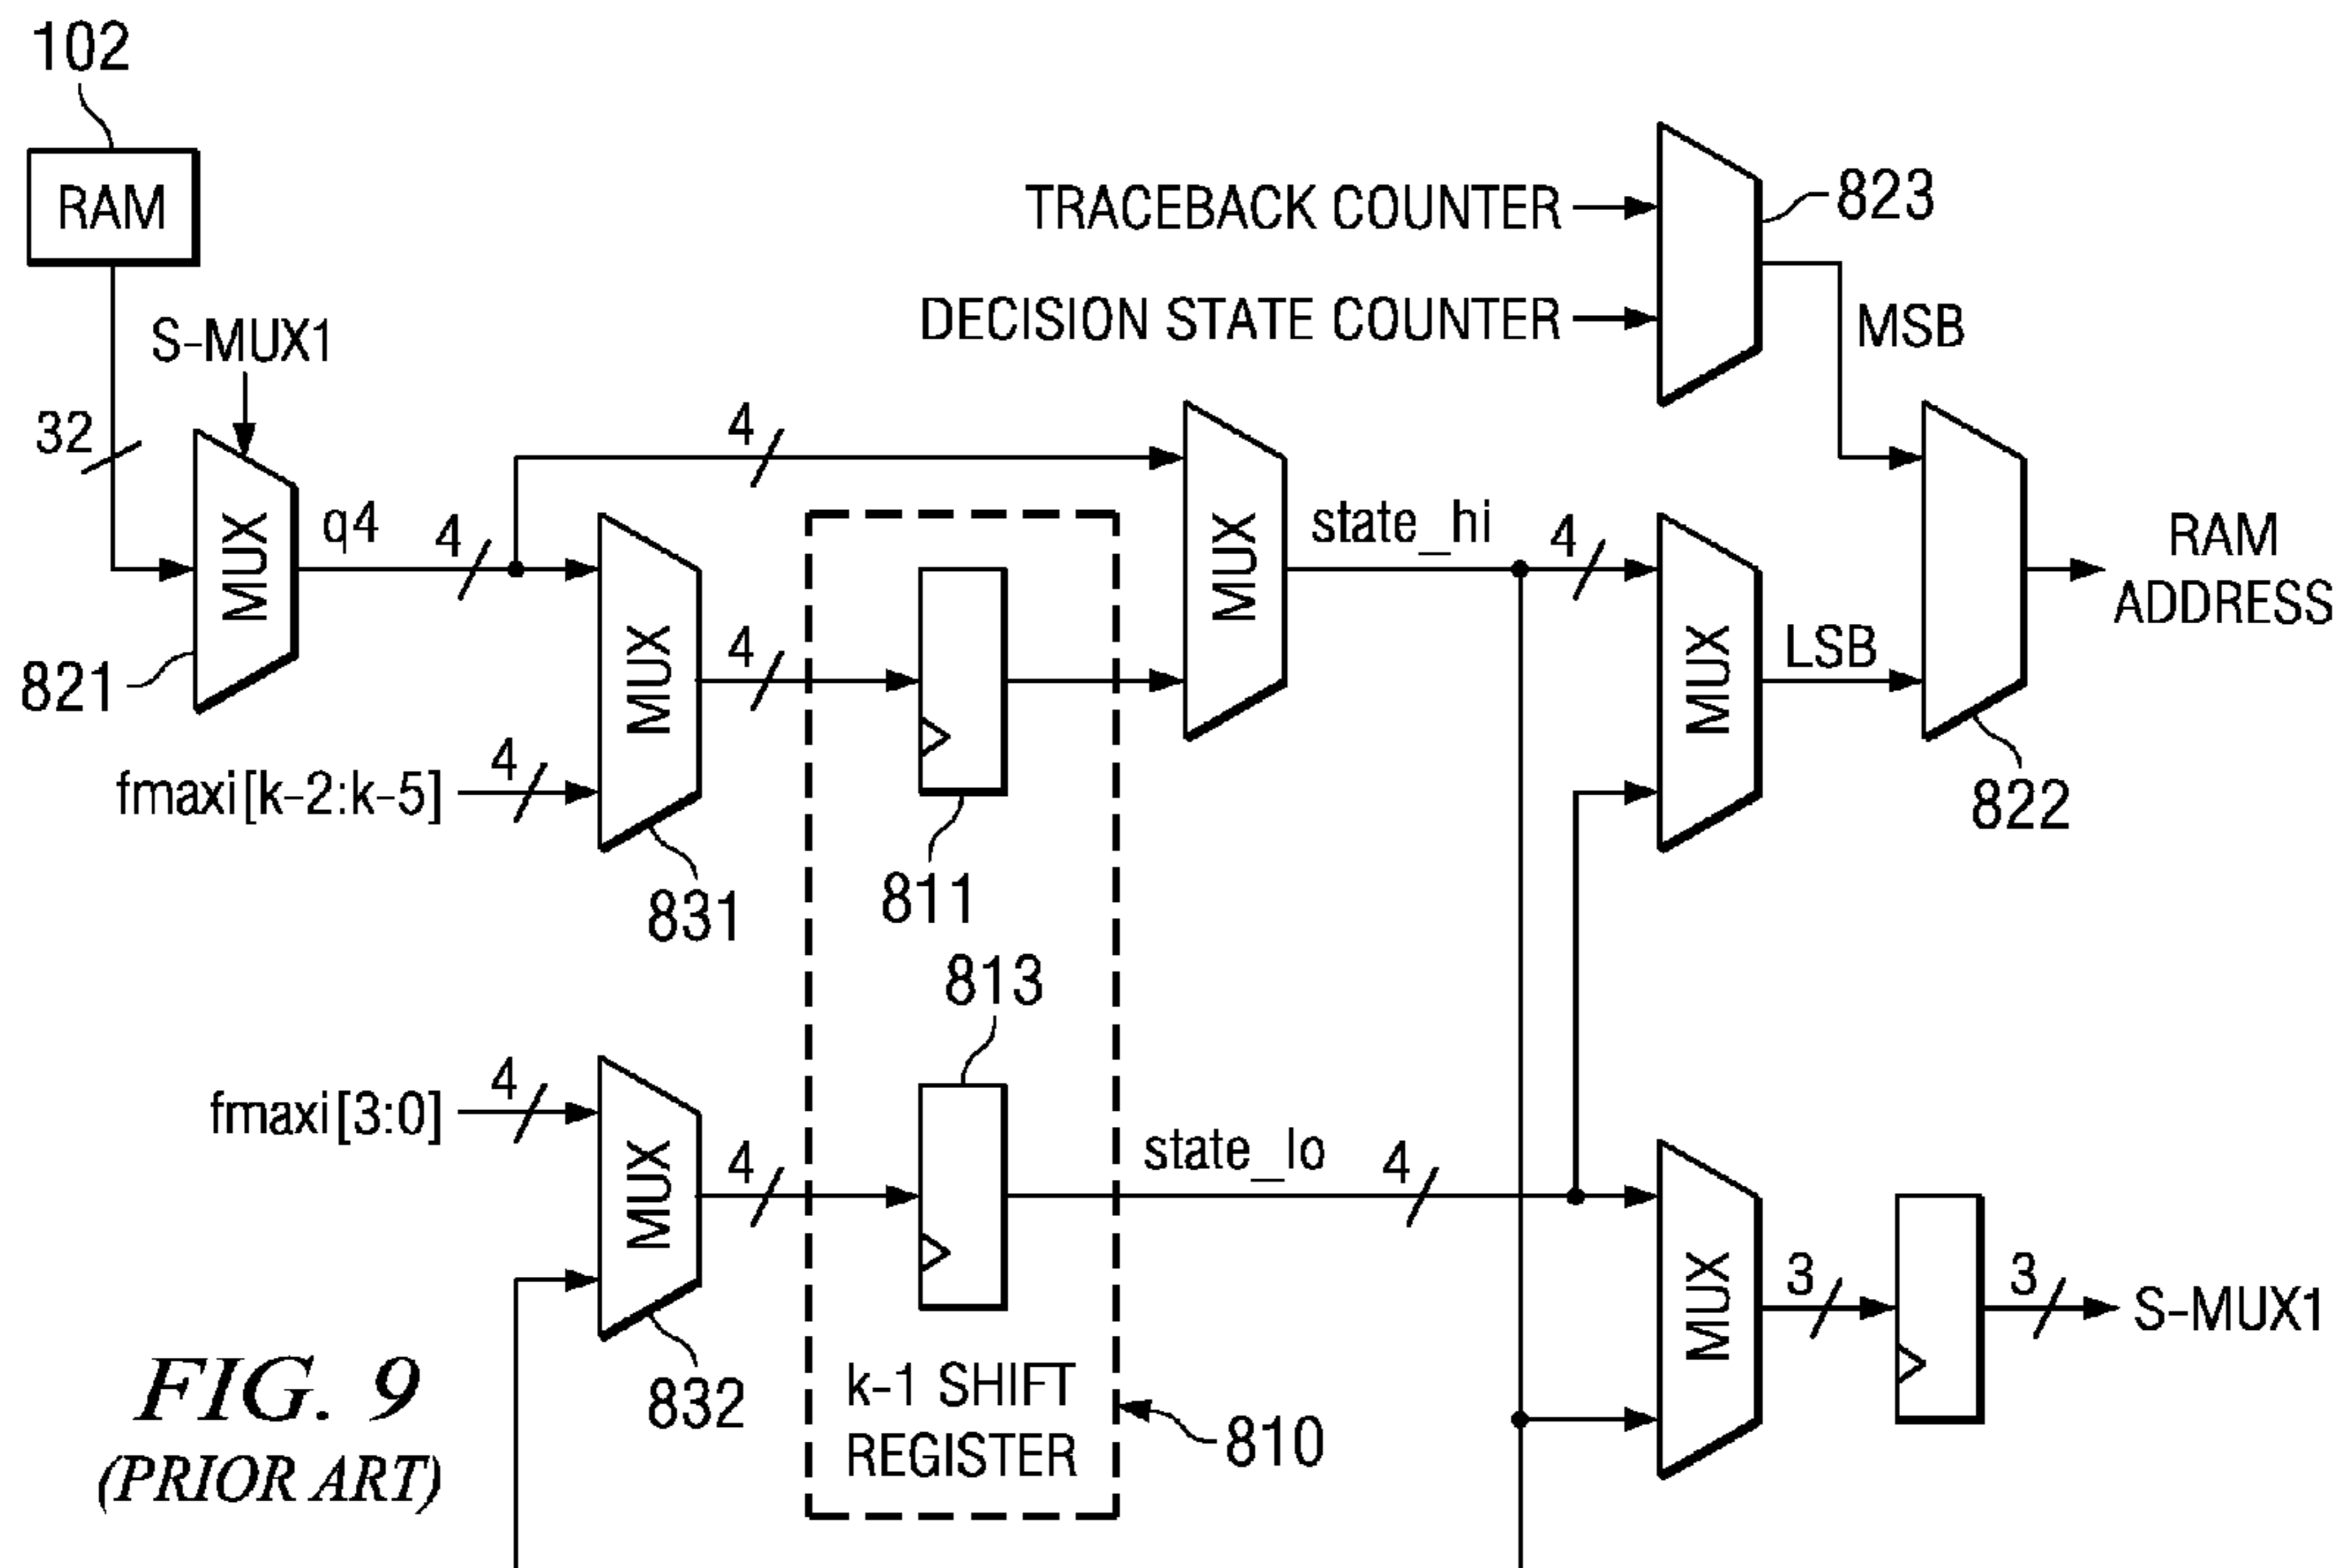 102
RAM
TRACEBACK COUNTER
823
DECISION STATE COUNTER
S-MUX1
MSB
32
4
MUX
q4
4
MUX
state_hi
4
RAM
ADDRESS
MUX
4
MUX
LSB
821
fmaxi[k-2:k-5]
4
822
831
811
813
fmaxi[3:0]
4
MUX
4
state_lo
4
MUX
3
3
S-MUX1
832
k-1 SHIFT
REGISTER
810
FIG. 9
(PRIOR ART)